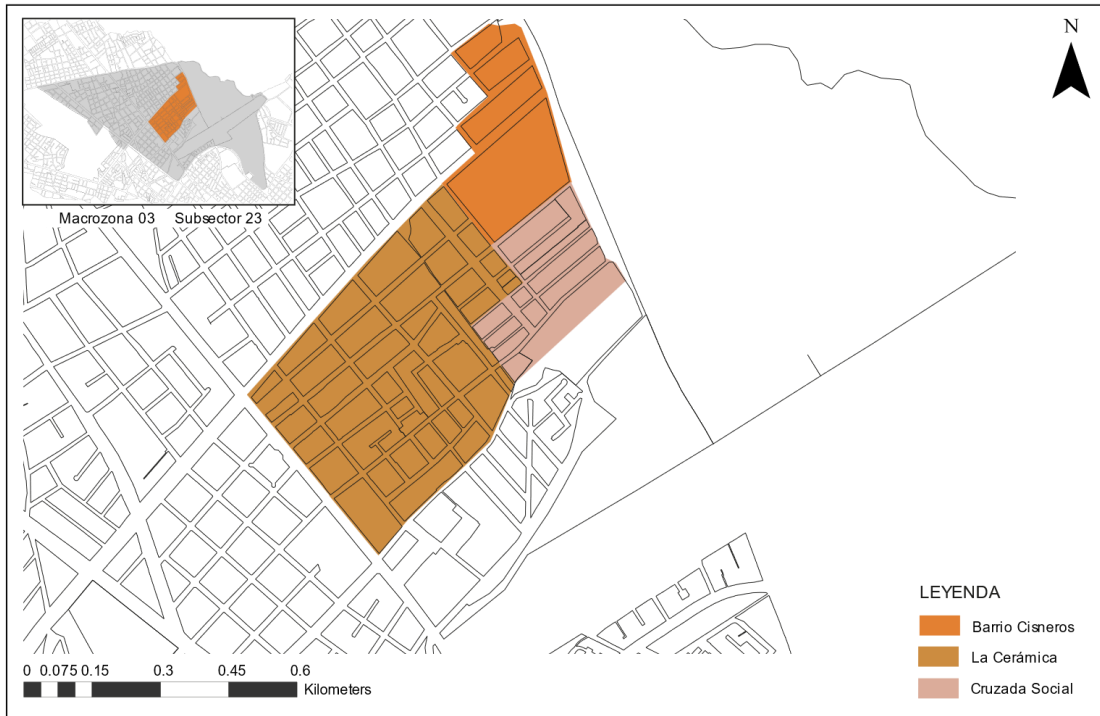 Macrozona 03 Subsector 23
N
LEYENDA
Barrio Cisneros
La Cerámica
Cruzada Social
0 0.075 0.15 0.3 0.45 0.6
Kilometers